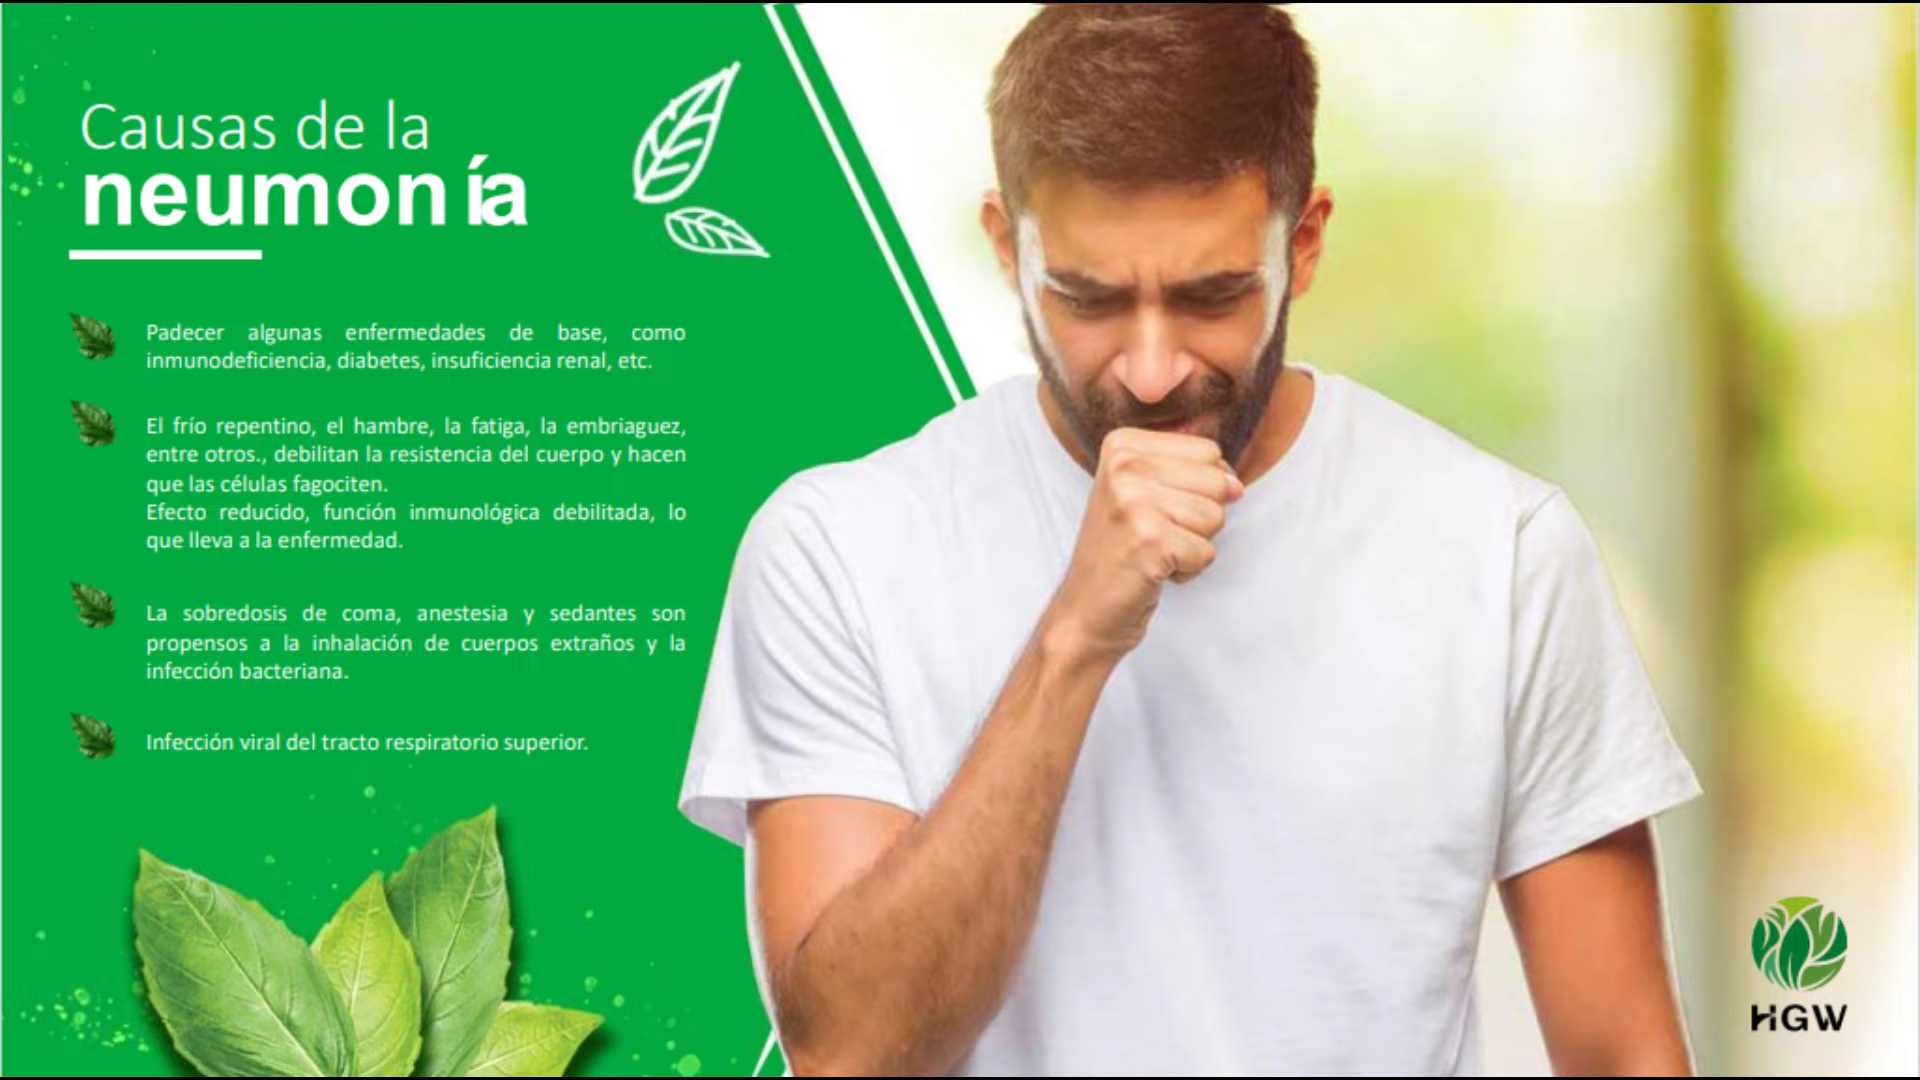 Causas de la
neumonía
Padecer algunas enfermedades de base, como
inmunodeficiencia, diabetes, insuficiencia renal, etc.
El frío repentino, el hambre, la fatiga, la embriaguez,
entre otros., debilitan la resistencia del cuerpo y hacen
que las células fagociten.
Efecto reducido, función inmunológica debilitada, lo
que lleva a la enfermedad.
La sobredosis de coma, anestesia y sedantes son
propensos a la inhalación de cuerpos extraños y la
infección bacteriana.
Infección viral del tracto respiratorio superior.
HGW